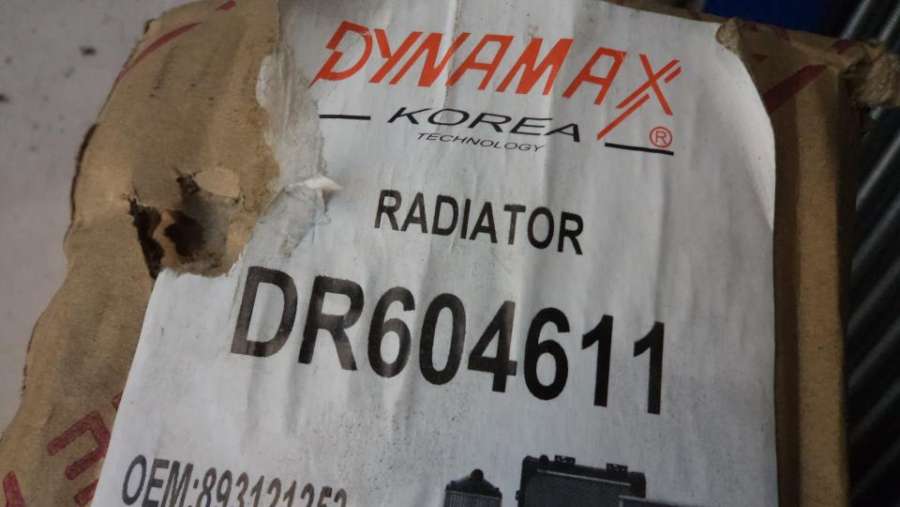 DYNAMAX
KOREA ®
TECHNOLOGY
RADIATOR
DR604611